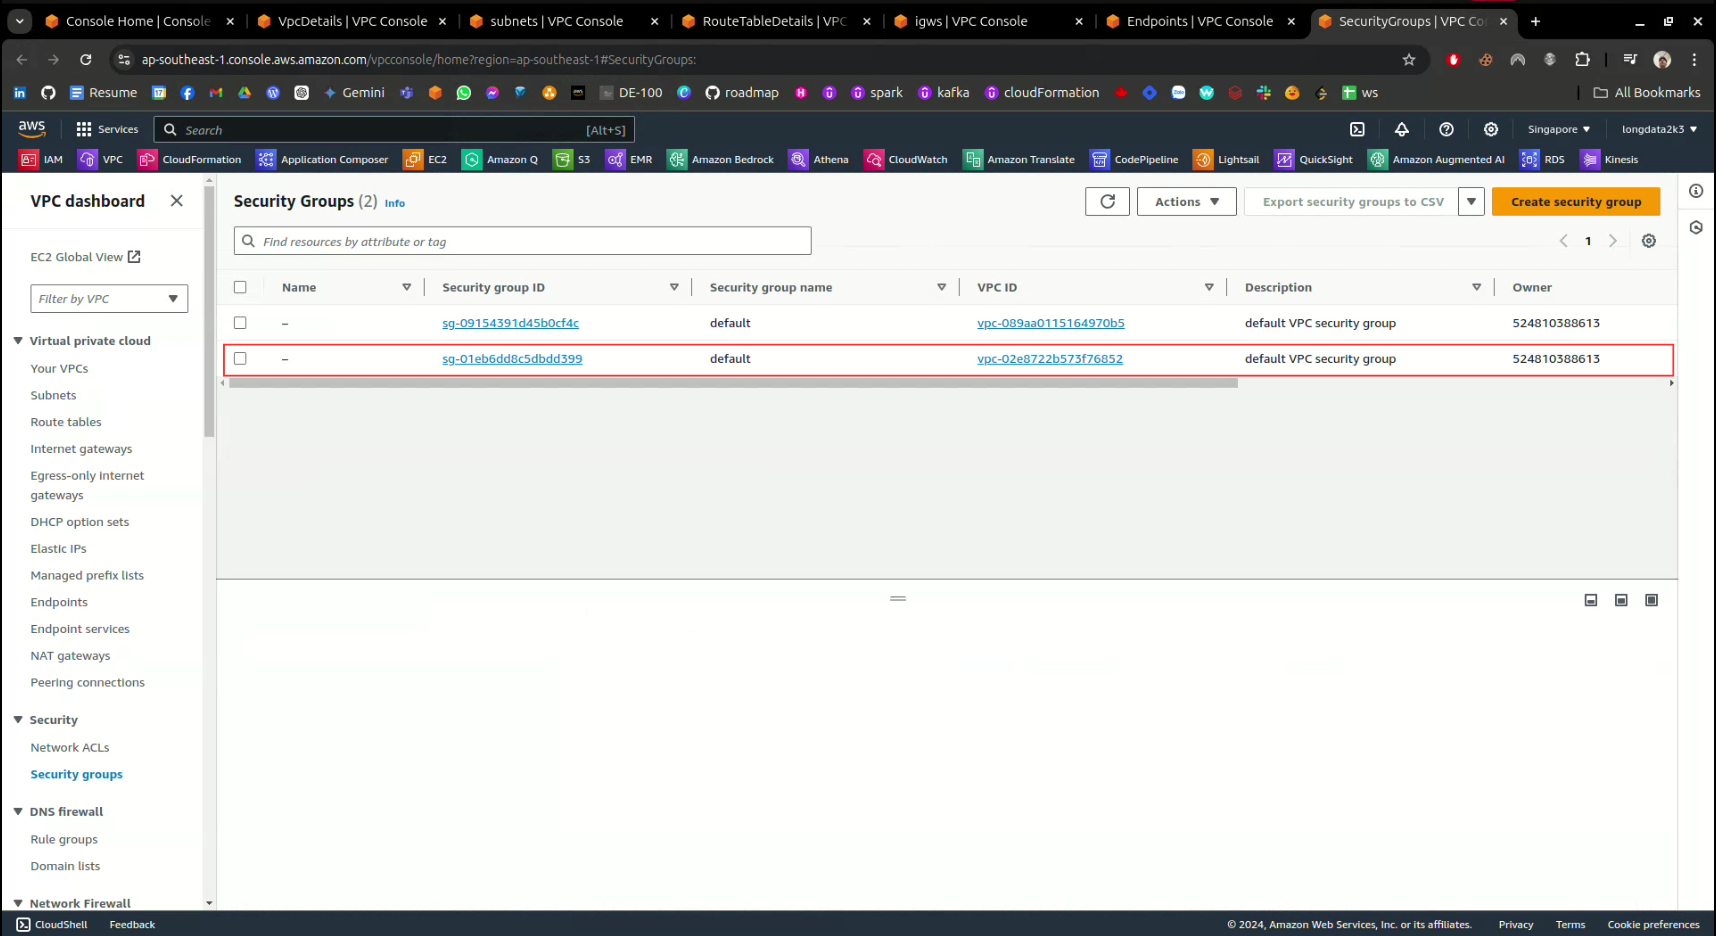 Console Home | Console
VpcDetails | VPC Console
subnets | VPC Console
RouteTableDetails | VPC
igws | VPC Console
Endpoints | VPC Console
SecurityGroups | VPC Co
ap-southeast-1.console.aws.amazon.com/vpcconsole/home?region=ap-southeast-1#SecurityGroups:
Resume
Gemini
DE-100
roadmap
spark
kafka
cloudFormation
ws
All Bookmarks
aws
Services
Search
[Alt+S]
Singapore
longdata2k3
IAM
VPC
CloudFormation
Application Composer
EC2
Amazon Q
S3
EMR
Amazon Bedrock
Athena
CloudWatch
Amazon Translate
CodePipeline
Lightsail
QuickSight
Amazon Augmented AI
RDS
Kinesis
VPC dashboard
EC2 Global View
Filter by VPC
Virtual private cloud
Your VPCs
Subnets
Route tables
Internet gateways
Egress-only internet
gateways
DHCP option sets
Elastic IPs
Managed prefix lists
Endpoints
Endpoint services
NAT gateways
Peering connections
Security
Network ACLs
Security groups
DNS firewall
Rule groups
Domain lists
Network Firewall
Security Groups (2) Info
Actions
Export security groups to CSV
Create security group
Find resources by attribute or tag
1
Name Security group ID Security group name VPC ID Description Owner
– sg-09154391d45b0cf4c default vpc-089aa0115164970b5 default VPC security group 524810388613
– sg-01eb6dd8c5dbdd399 default vpc-02e8722b573f76852 default VPC security group 524810388613
CloudShell
Feedback
© 2024, Amazon Web Services, Inc. or its affiliates.
Privacy
Terms
Cookie preferences